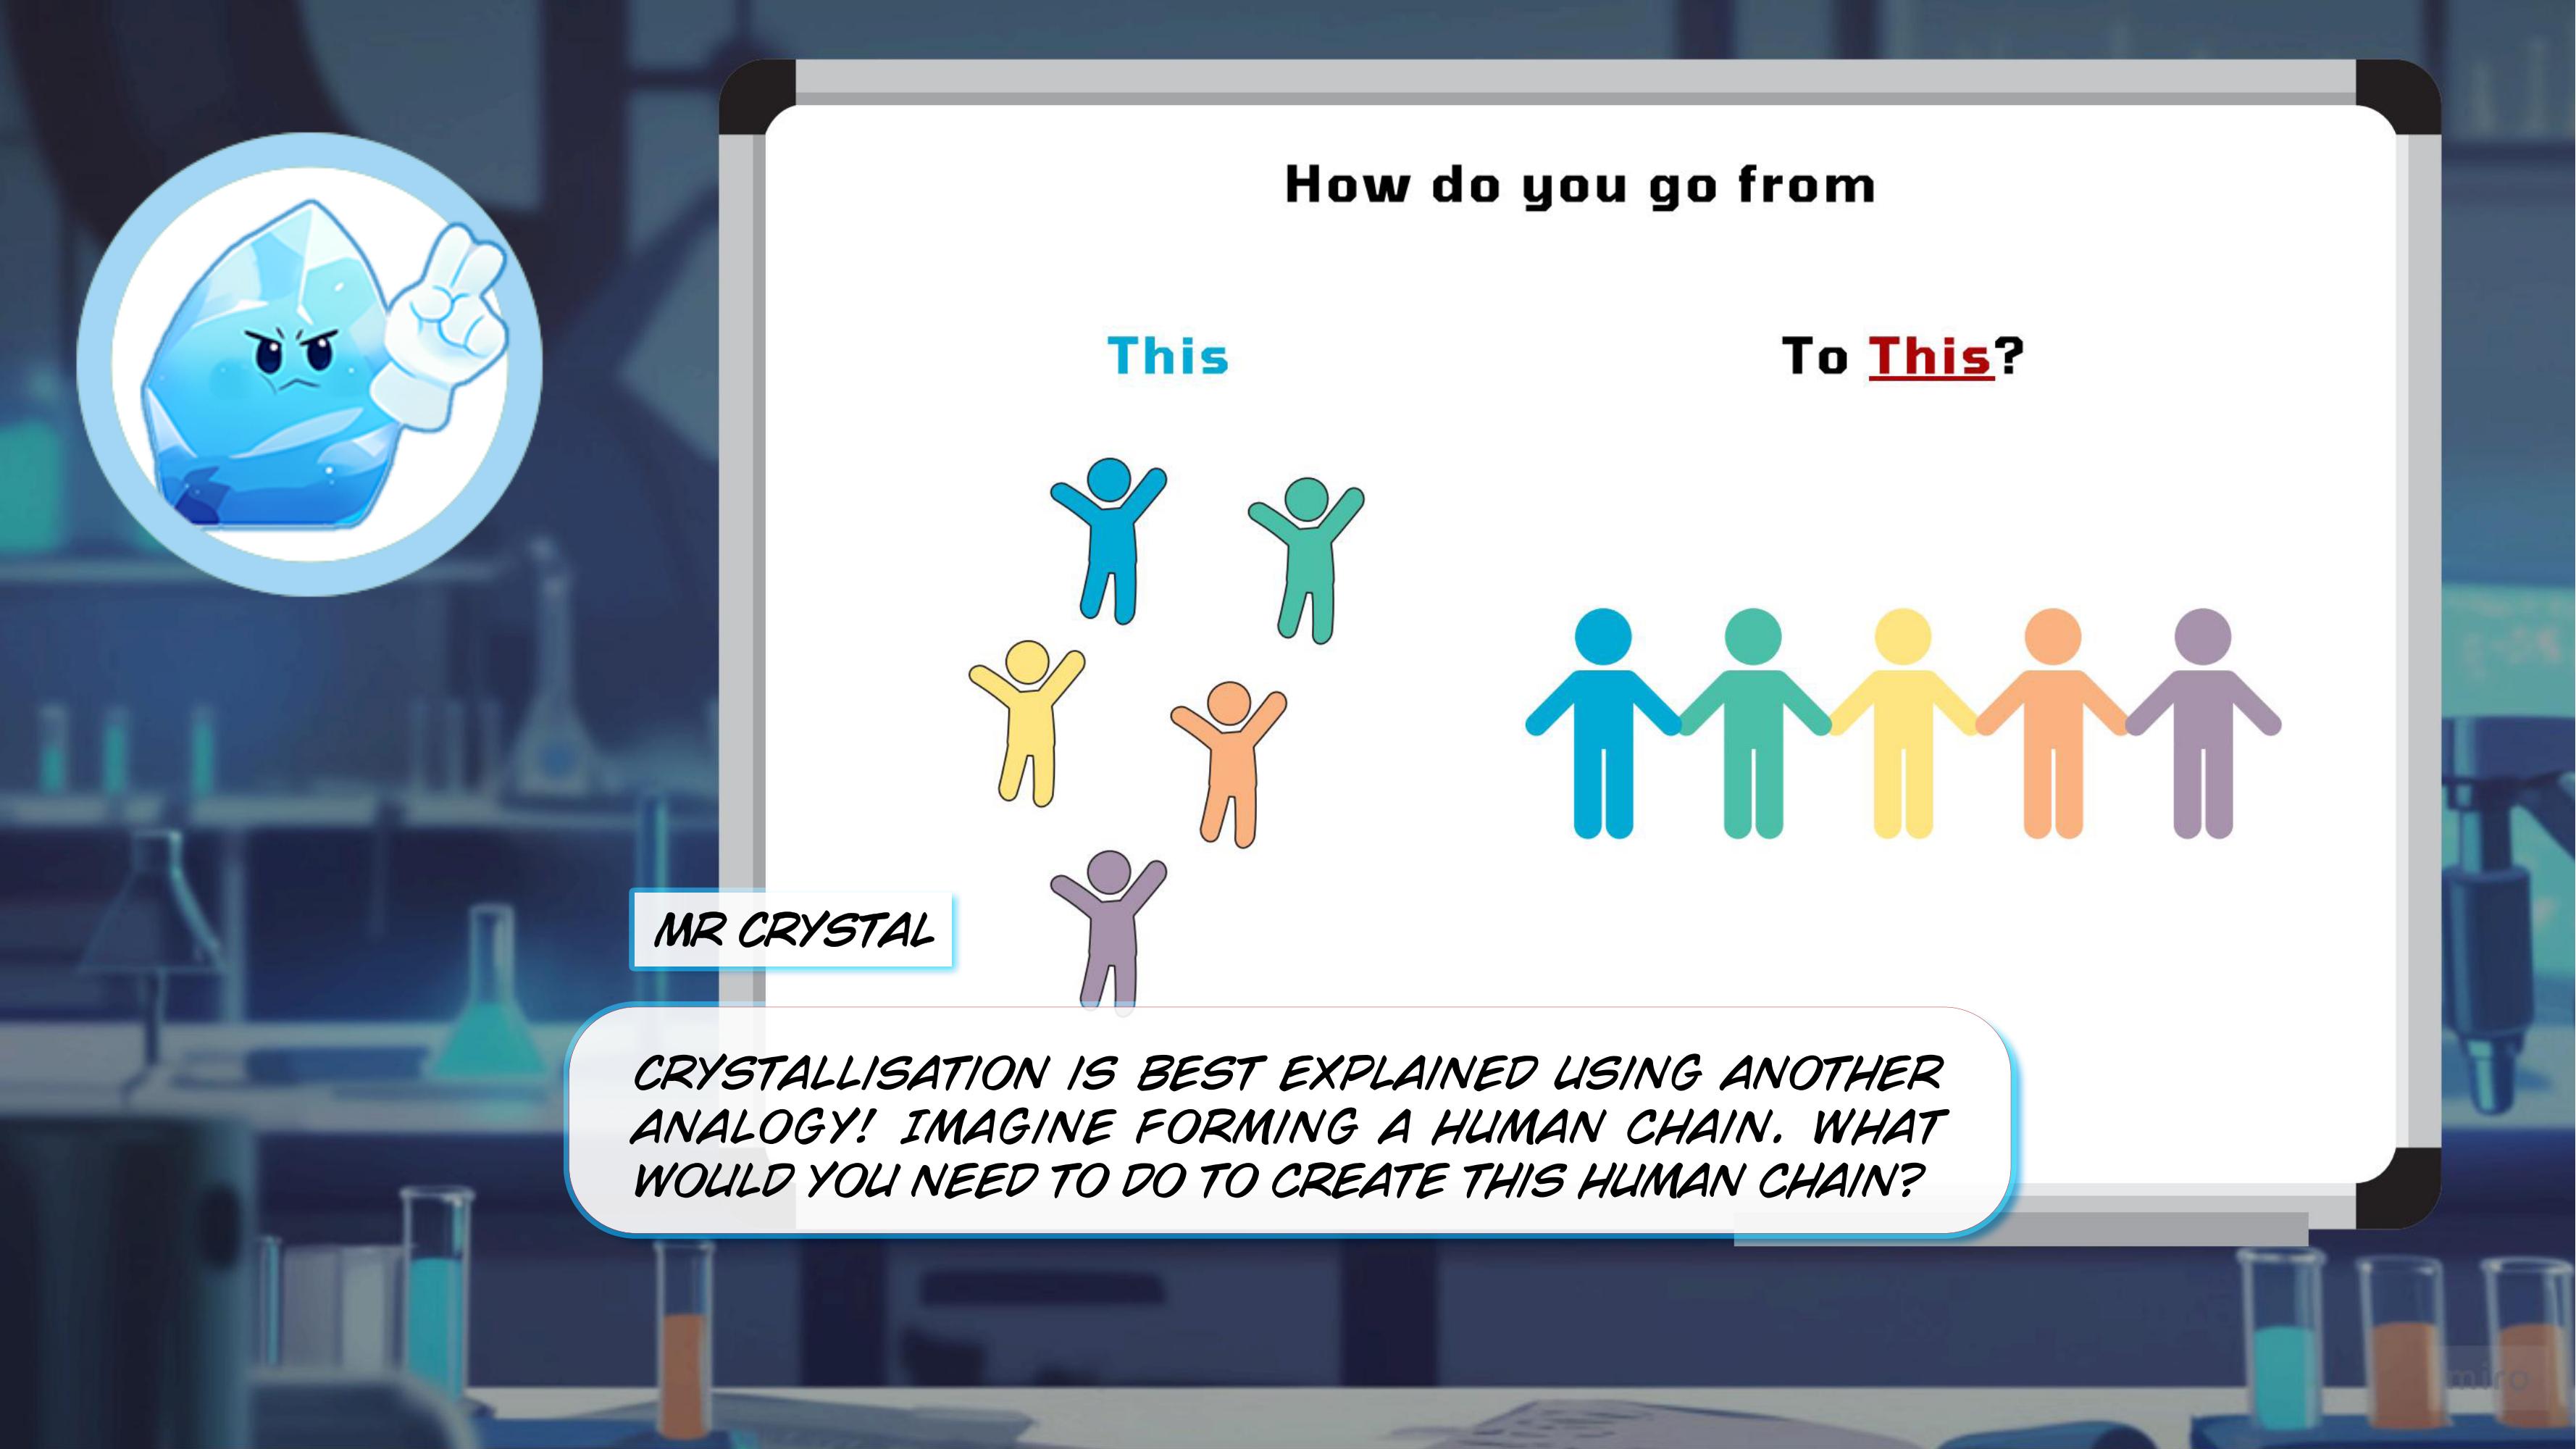 How do you go from
This
To This?
MR CRYSTAL
CRYSTALLISATION IS BEST EXPLAINED USING ANOTHER
ANALOGY! IMAGINE FORMING A HUMAN CHAIN. WHAT
WOULD YOU NEED TO DO TO CREATE THIS HUMAN CHAIN?
miro